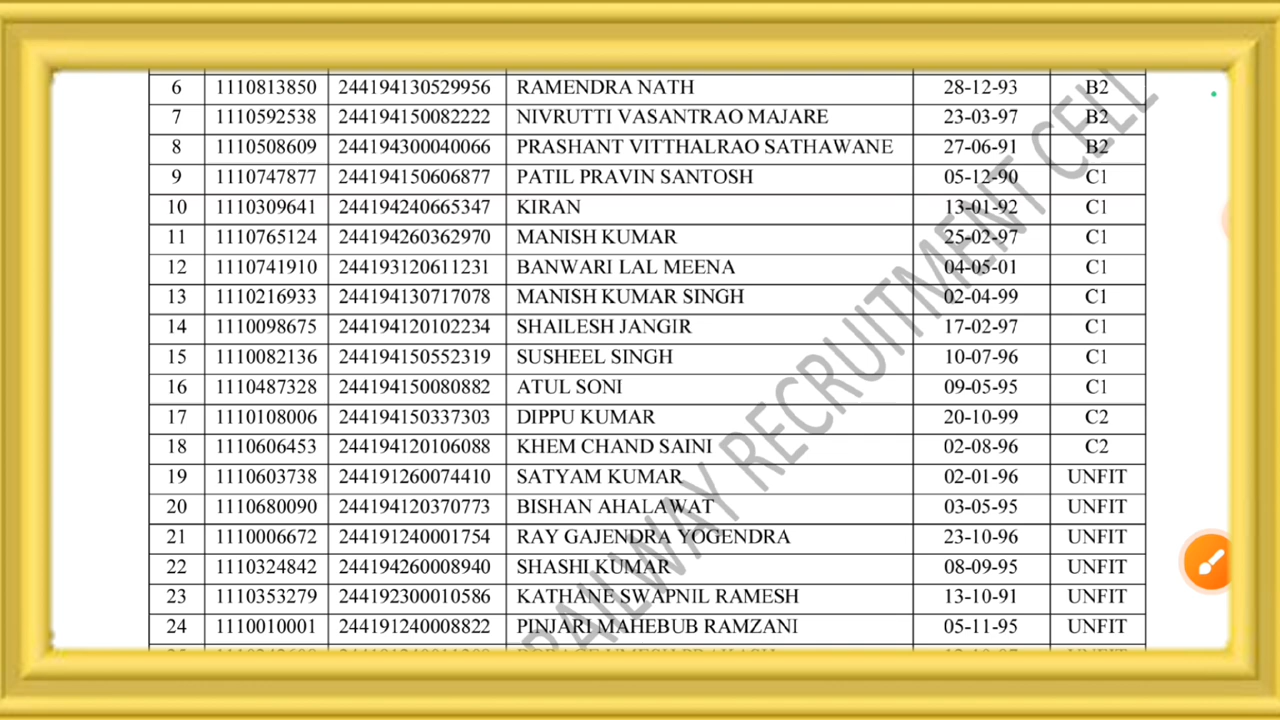 6 1110813850 244194130529956 RAMENDRA NATH 28-12-93 B2
7 1110592538 244194150082222 NIVRUTTI VASANTRAO MAJARE 23-03-97 B2
8 1110508609 244194300040066 PRASHANT VITTHALRAO SATHAWANE 27-06-91 B2
9 1110747877 244194150606877 PATIL PRAVIN SANTOSH 05-12-90 C1
10 1110309641 244194240665347 KIRAN 13-01-92 C1
11 1110765124 244194260362970 MANISH KUMAR 25-02-97 C1
12 1110741910 244193120611231 BANWARI LAL MEENA 04-05-01 C1
13 1110216933 244194130717078 MANISH KUMAR SINGH 02-04-99 C1
14 1110098675 244194120102234 SHAILESH JANGIR 17-02-97 C1
15 1110082136 244194150552319 SUSHEEL SINGH 10-07-96 C1
16 1110487328 244194150080882 ATUL SONI 09-05-95 C1
17 1110108006 244194150337303 DIPPU KUMAR 20-10-99 C2
18 1110606453 244194120106088 KHEM CHAND SAINI 02-08-96 C2
19 1110603738 244191260074410 SATYAM KUMAR 02-01-96 UNFIT
20 1110680090 244194120370773 BISHAN AHALAWAT 03-05-95 UNFIT
21 1110006672 244191240001754 RAY GAJENDRA YOGENDRA 23-10-96 UNFIT
22 1110324842 244194260008940 SHASHI KUMAR 08-09-95 UNFIT
23 1110353279 244192300010586 KATHANE SWAPNIL RAMESH 13-10-91 UNFIT
24 1110010001 244191240008822 PINJARI MAHEBUB RAMZANI 05-11-95 UNFIT
RAILWAY RECRUITMENT CELL